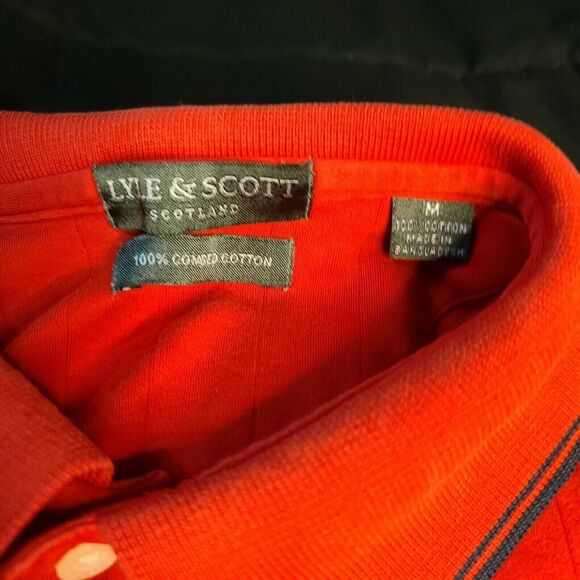 LYLE & SCOTT
SCOTLAND
100% COMBED COTTON
M
100% COTTON
MADE IN
BANGLADESH